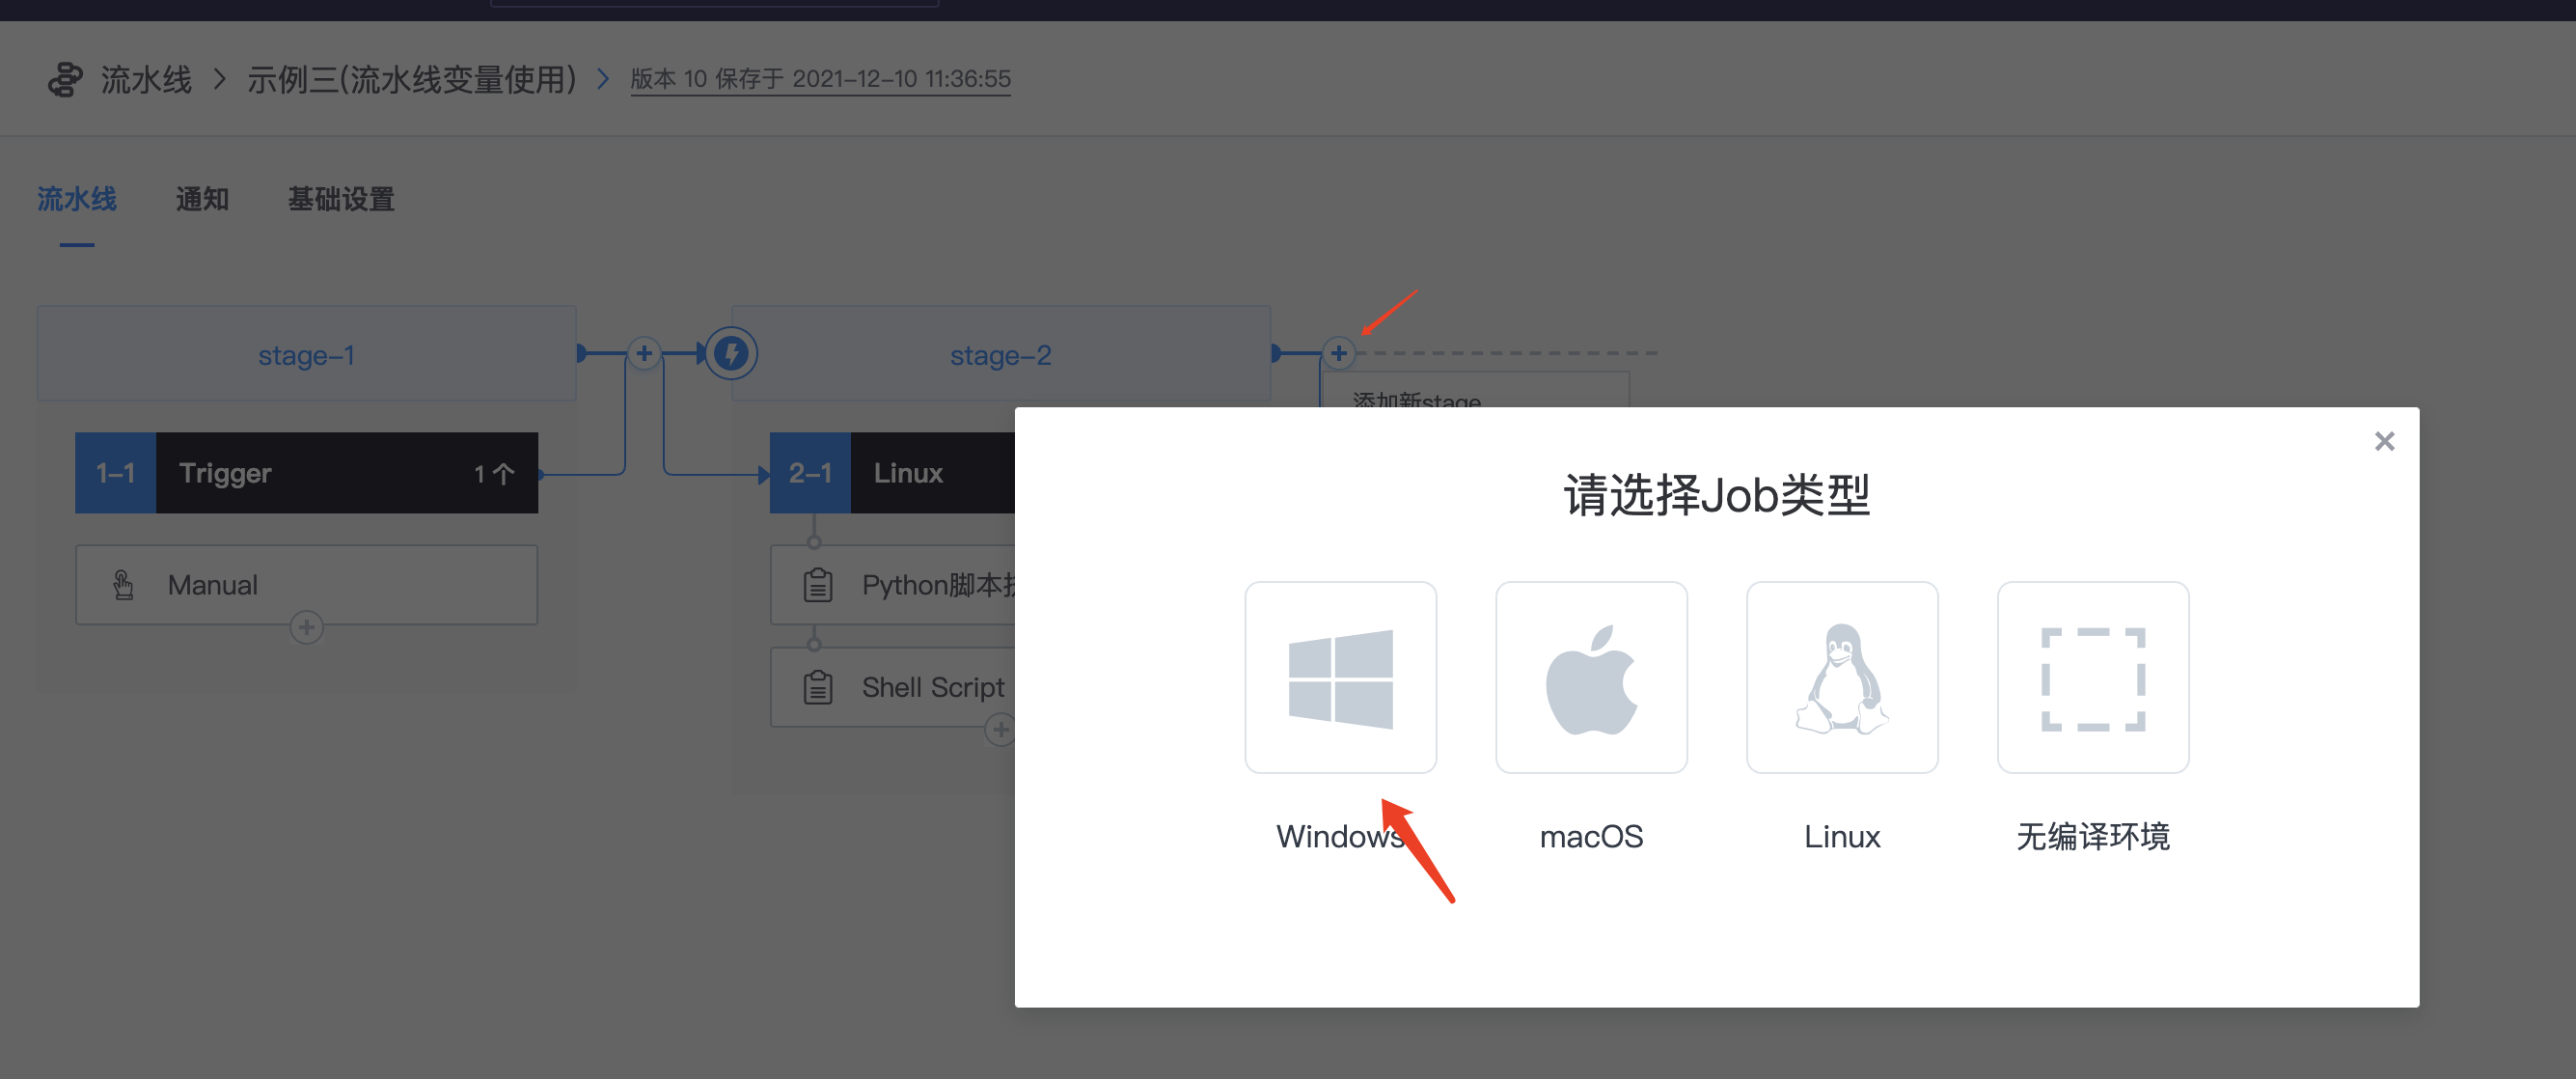 流水线 > 示例三(流水线变量使用) > 版本 10 保存于 2021-12-10 11:36:55
流水线 通知 基础设置
stage-1
stage-2
添加新stage
1-1 Trigger 1 个
2-1 Linux
Manual
Python脚本
Shell Script
请选择Job类型
Windows
macOS
Linux
无编译环境